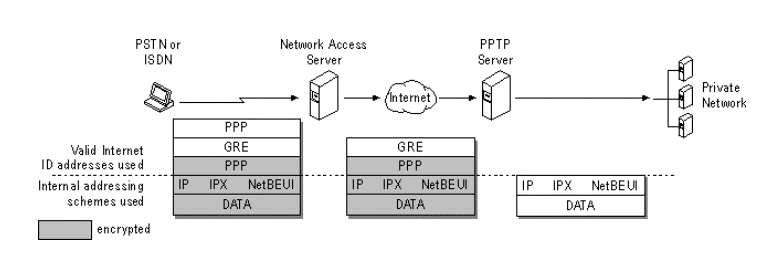 PSTN or
ISDN
Network Access
Server
PPTP
Server
Internet
Private
Network
Valid Internet
ID addresses used
Internal addressing
schemes used
PPP
GRE
PPP
IP IPX NetBEUI
DATA
GRE
PPP
IP IPX NetBEUI
DATA
IP IPX NetBEUI
DATA
encrypted